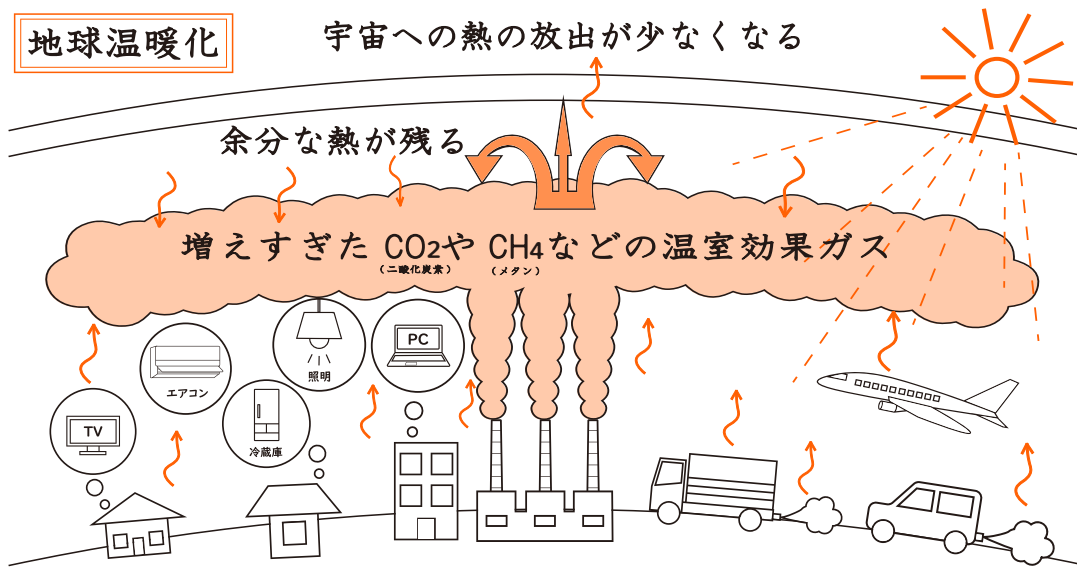 地球温暖化
宇宙への熱の放出が少なくなる
余分な熱が残る
増えすぎた CO2や CH4などの温室効果ガス
（二酸化炭素） （メタン）
TV
エアコン
冷蔵庫
照明
PC